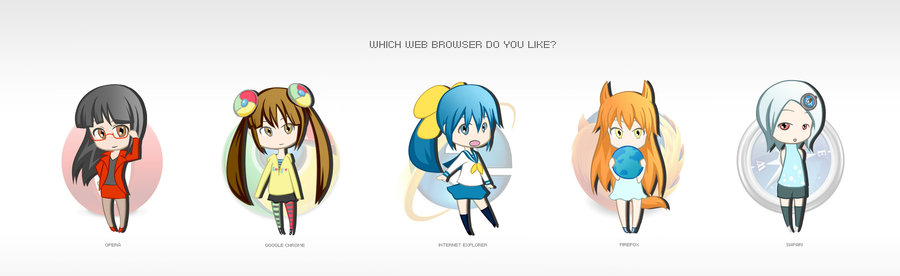 WHICH WEB BROWSER DO YOU LIKE?
OPERA
GOOGLE CHROME
INTERNET EXPLORER
FIREFOX
SAFARI